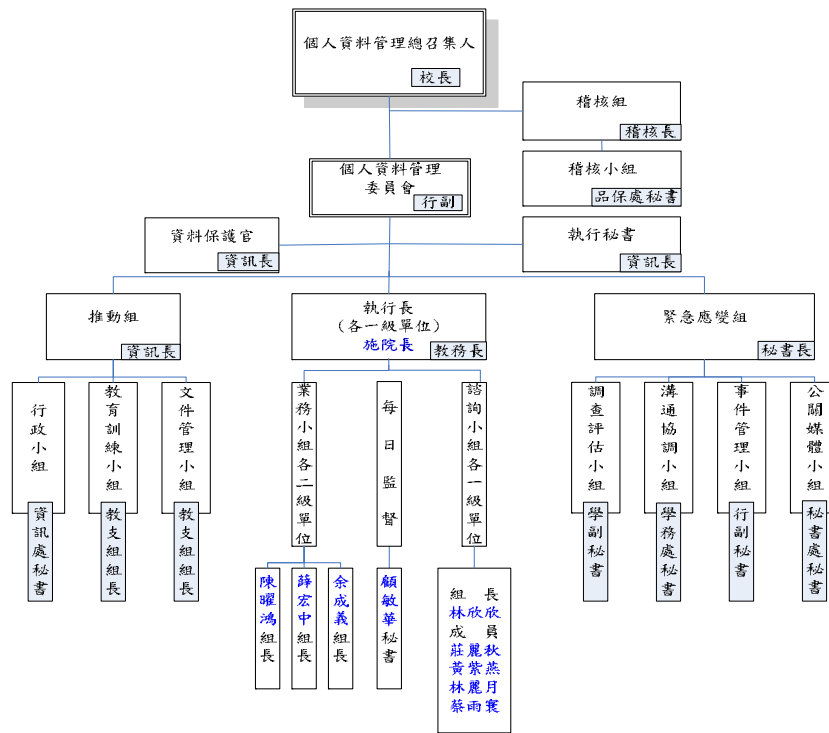 個人資料管理總召集人
校長
稽核組
稽核長
個人資料管理
委員會
行副
稽核小組
品保處秘書
資料保護官
資訊長
執行秘書
資訊長
推動組
資訊長
執行長
(各一級單位)
施院長
教務長
緊急應變組
秘書長
行政小組
資訊處秘書
教育訓練小組
教支組組長
文件管理小組
教支組組長
業務小組各二級單位
陳曜鴻組長
薛宏中組長
余成義組長
每日監督
顧敏華秘書
諮詢小組各一級單位
組長
林欣欣
成員
莊麗秋
黃紫燕
林麗月
蔡雨寰
調查評估小組
學副秘書
溝通協調小組
學務處秘書
事件管理小組
行副秘書
公關媒體小組
秘書處秘書